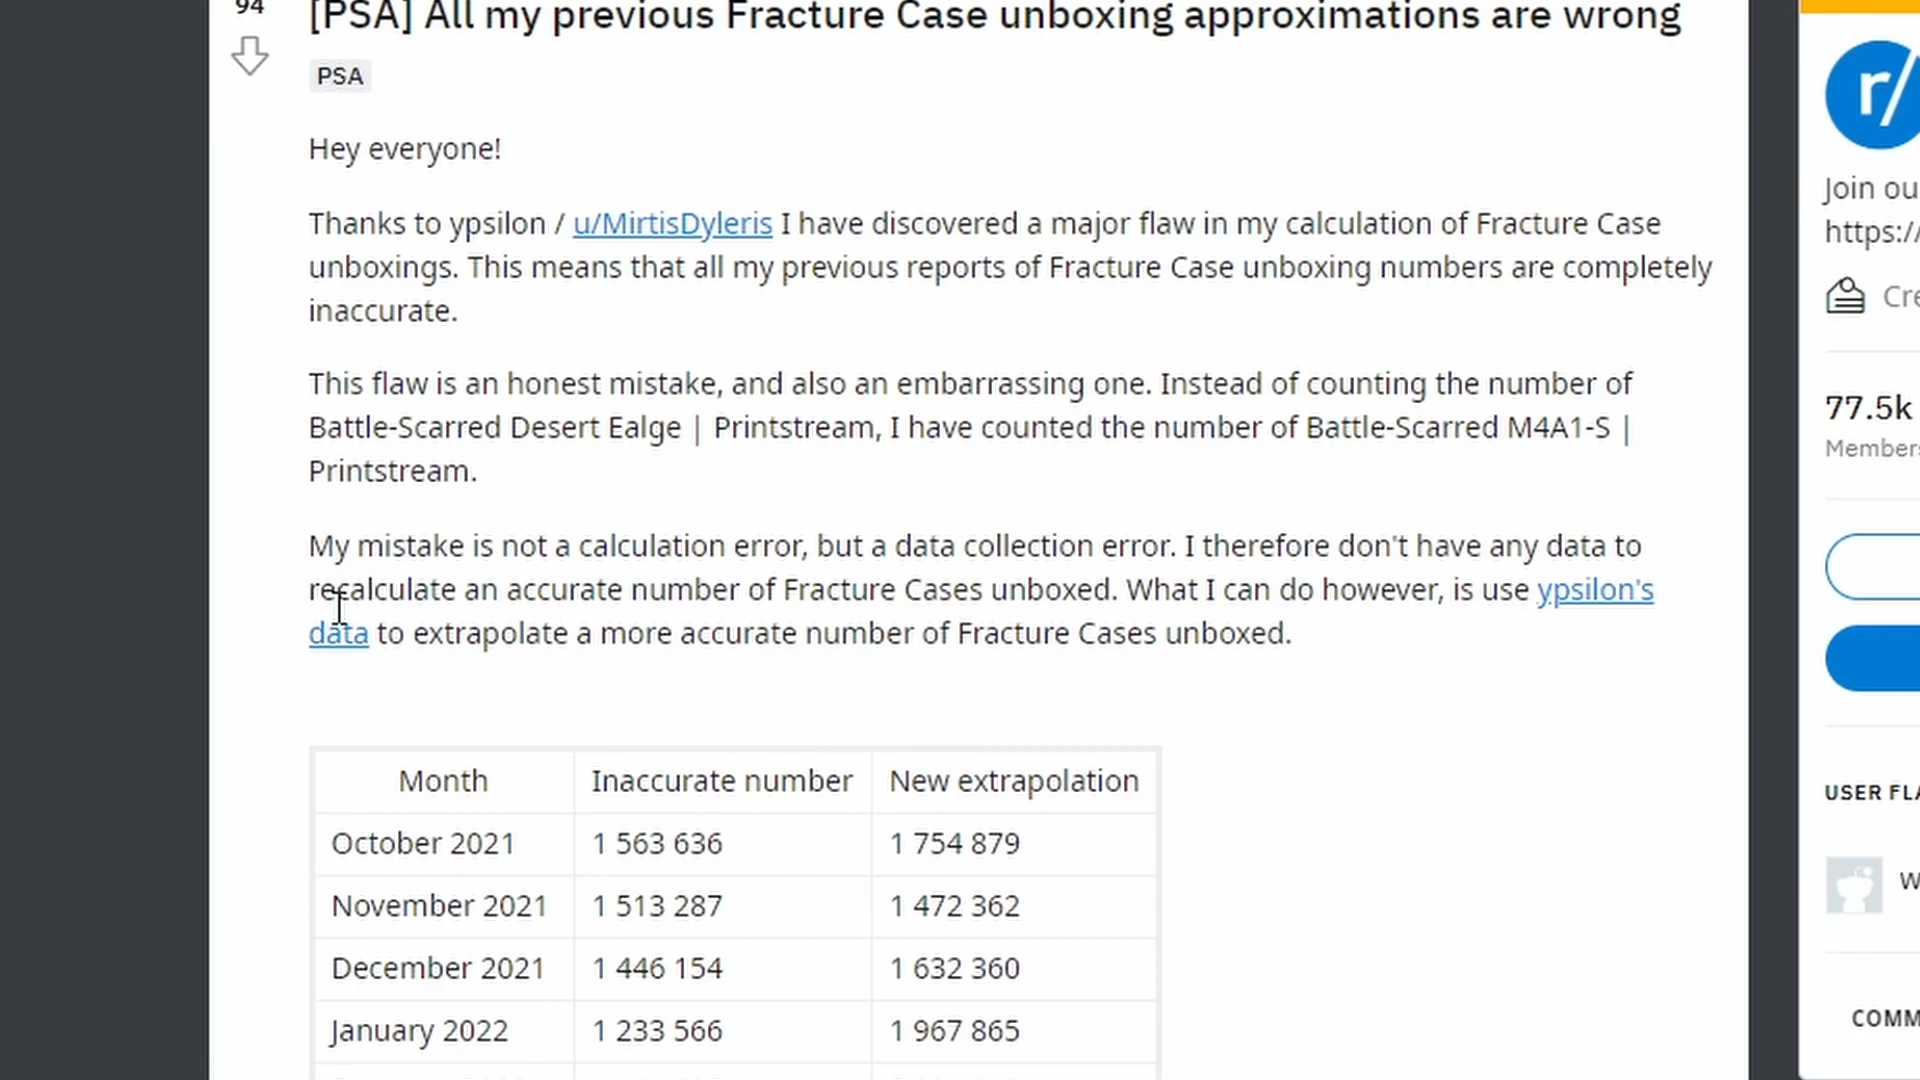 94
[PSA] All my previous Fracture Case unboxing approximations are wrong
PSA
Hey everyone!
Thanks to ypsilon / u/MirtisDyleris I have discovered a major flaw in my calculation of Fracture Case
unboxings. This means that all my previous reports of Fracture Case unboxing numbers are completely
inaccurate.
This flaw is an honest mistake, and also an embarrassing one. Instead of counting the number of
Battle-Scarred Desert Ealge | Printstream, I have counted the number of Battle-Scarred M4A1-S |
Printstream.
My mistake is not a calculation error, but a data collection error. I therefore don't have any data to
recalculate an accurate number of Fracture Cases unboxed. What I can do however, is use ypsilon's
data to extrapolate a more accurate number of Fracture Cases unboxed.
Month Inaccurate number New extrapolation
October 2021 1 563 636 1 754 879
November 2021 1 513 287 1 472 362
December 2021 1 446 154 1 632 360
January 2022 1 233 566 1 967 865
r/
Join ou
https://
Cre
77.5k
Members
USER FLA
W
COMM